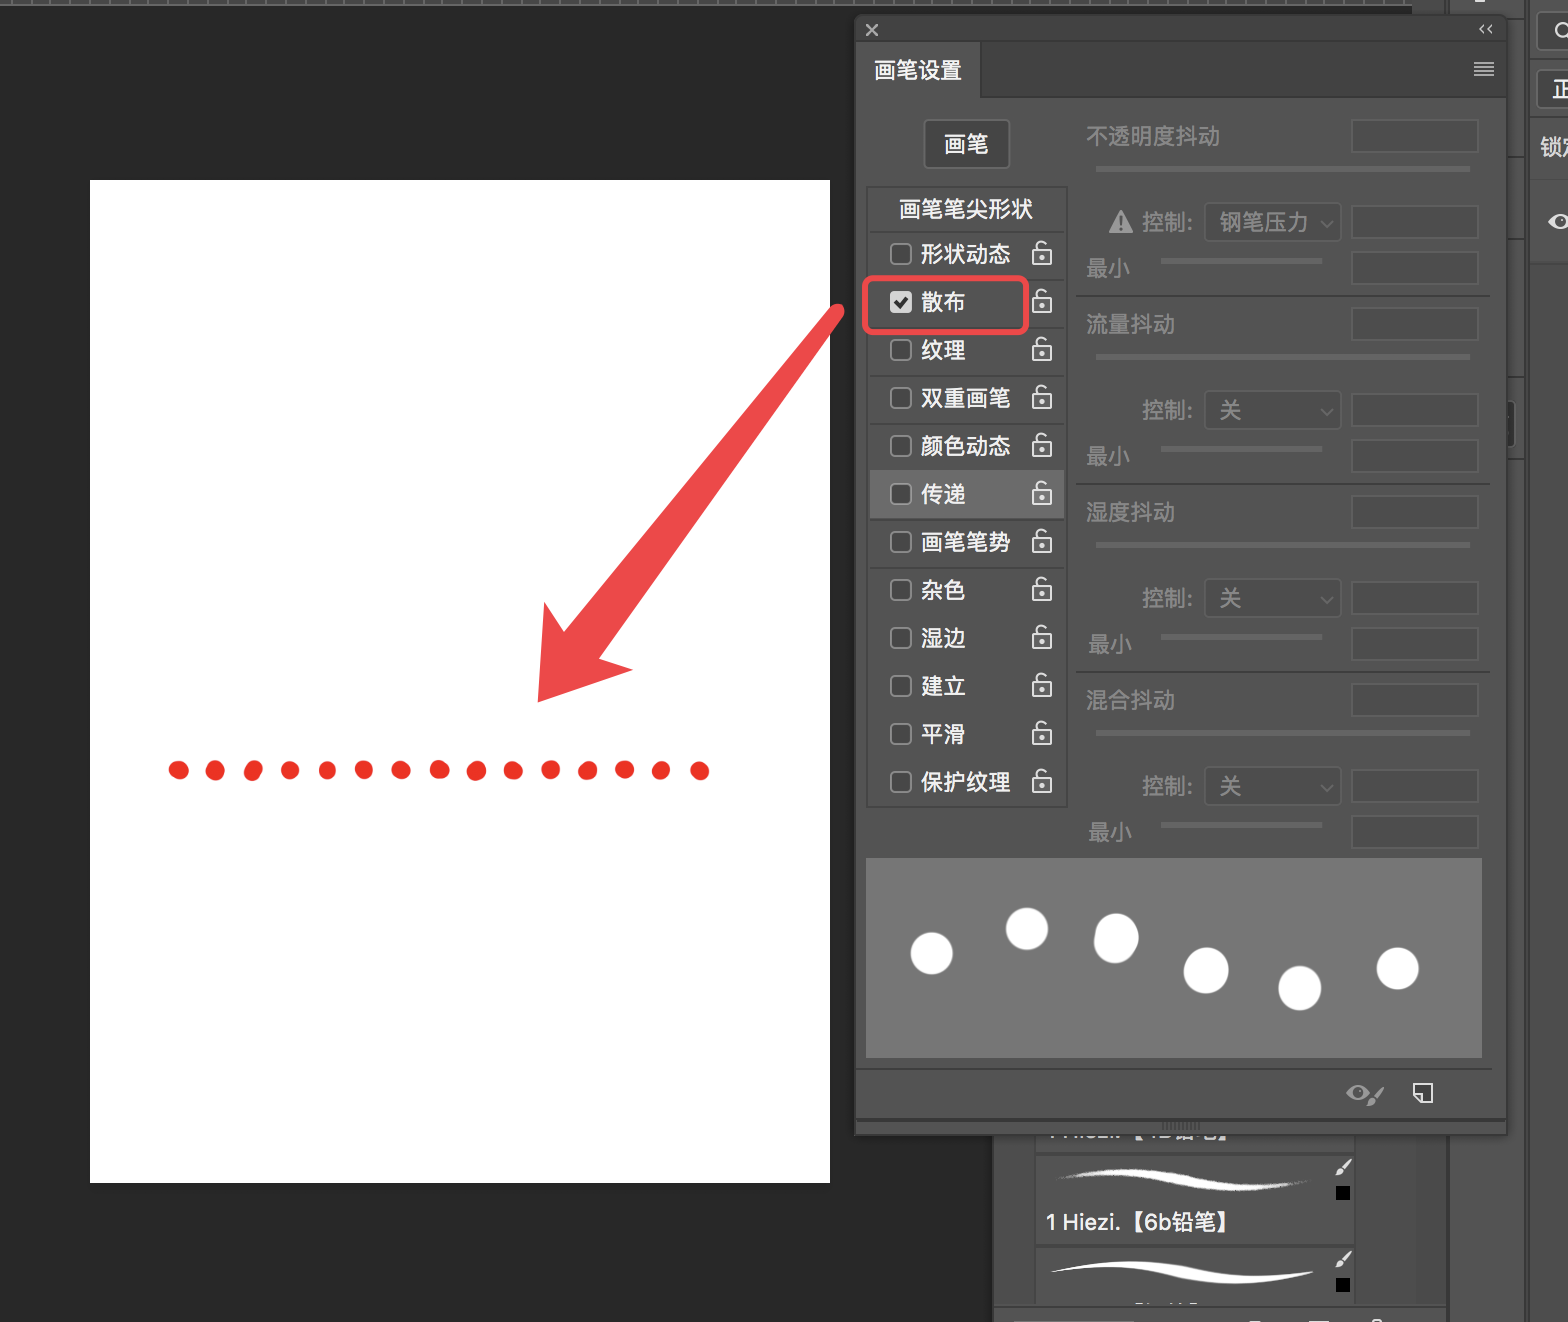 画笔设置
画笔
画笔笔尖形状
形状动态
散布
纹理
双重画笔
颜色动态
传递
画笔笔势
杂色
湿边
建立
平滑
保护纹理
不透明度抖动
控制: 钢笔压力
最小
流量抖动
控制: 关
最小
湿度抖动
控制: 关
最小
混合抖动
控制: 关
最小
正
锁定
1 Hiezi.【6b铅笔】